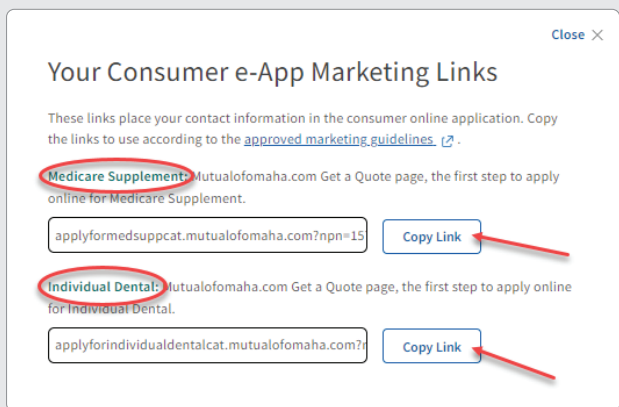 Close ×
Your Consumer e-App Marketing Links
These links place your contact information in the consumer online application. Copy
the links to use according to the approved marketing guidelines .
Medicare Supplement: Mutualofomaha.com Get a Quote page, the first step to apply
online for Medicare Supplement.
applyformedsuppcat.mutualofomaha.com?npn=15
Copy Link
Individual Dental: Mutualofomaha.com Get a Quote page, the first step to apply online
for Individual Dental.
applyforindividualdentalcat.mutualofomaha.com?
Copy Link